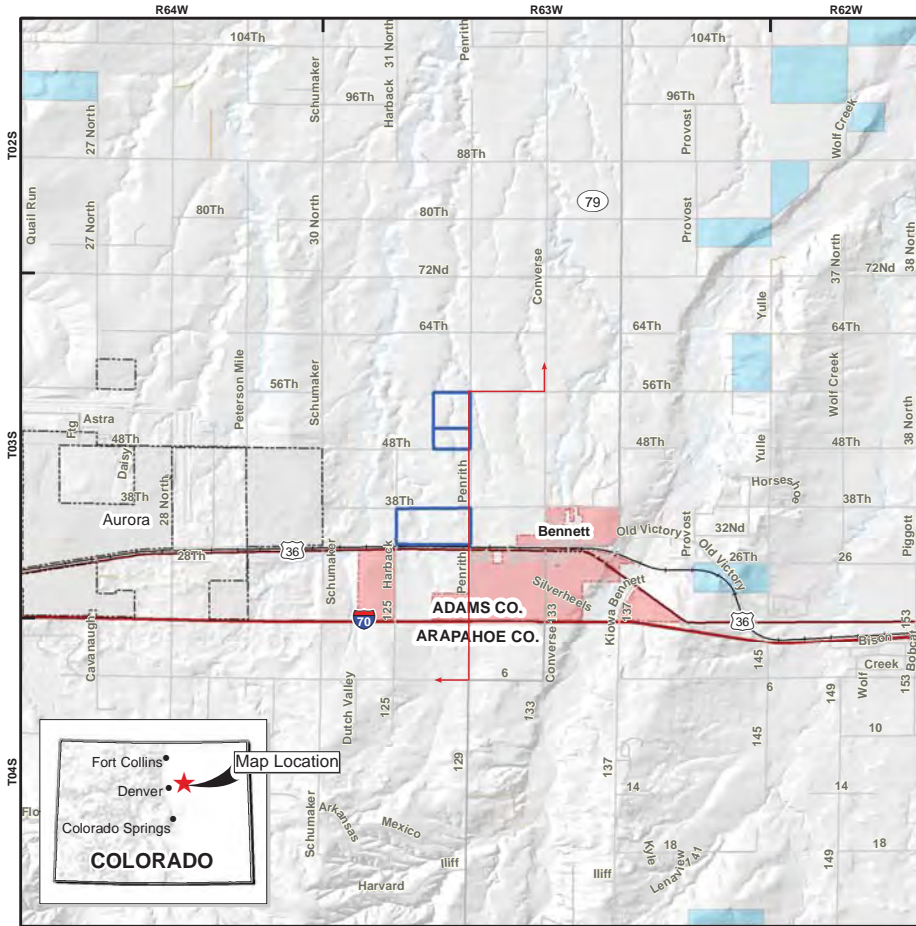 R64W
R63W
R62W
104Th
31 North
Penrith
104Th
Schumaker
Harback
96Th
96Th
27 North
Provost
Wolf Creek
T02S
88Th
79
Quail Run
27 North
80Th
30 North
80Th
Provost
37 North
38 North
72Nd
72Nd
Converse
Yulle
64Th
64Th
64Th
Peterson Mile
Schumaker
Wolf Creek
56Th
56Th
Astra
Ftg
T03S
48Th
48Th
48Th
48Th
Daisy
Penrith
Yulle
Horses hoe
38Th
28 North
38Th
38Th
Aurora
Bennett
Old Victory
Provost
32Nd
Old Victory
Piggott
28Th
36
26Th
26
Schumaker
Harback
Penrith
Silverheels
Kiowa Bennett
125
ADAMS CO.
133
137
70
ARAPAHOE CO.
36
153
Bison
Cavanaugh
Converse
6
145
Wolf Creek
Bobcat
6
149
153
Dutch Valley
125
133
10
Map Location
Fort Collins
Denver
Colorado Springs
COLORADO
129
137
145
T04S
14
14
Flo
Schumaker
Arkansas
Mexico
Iliff
Harvard
Iliff
Kyle
18
141
Lenaview
149
18